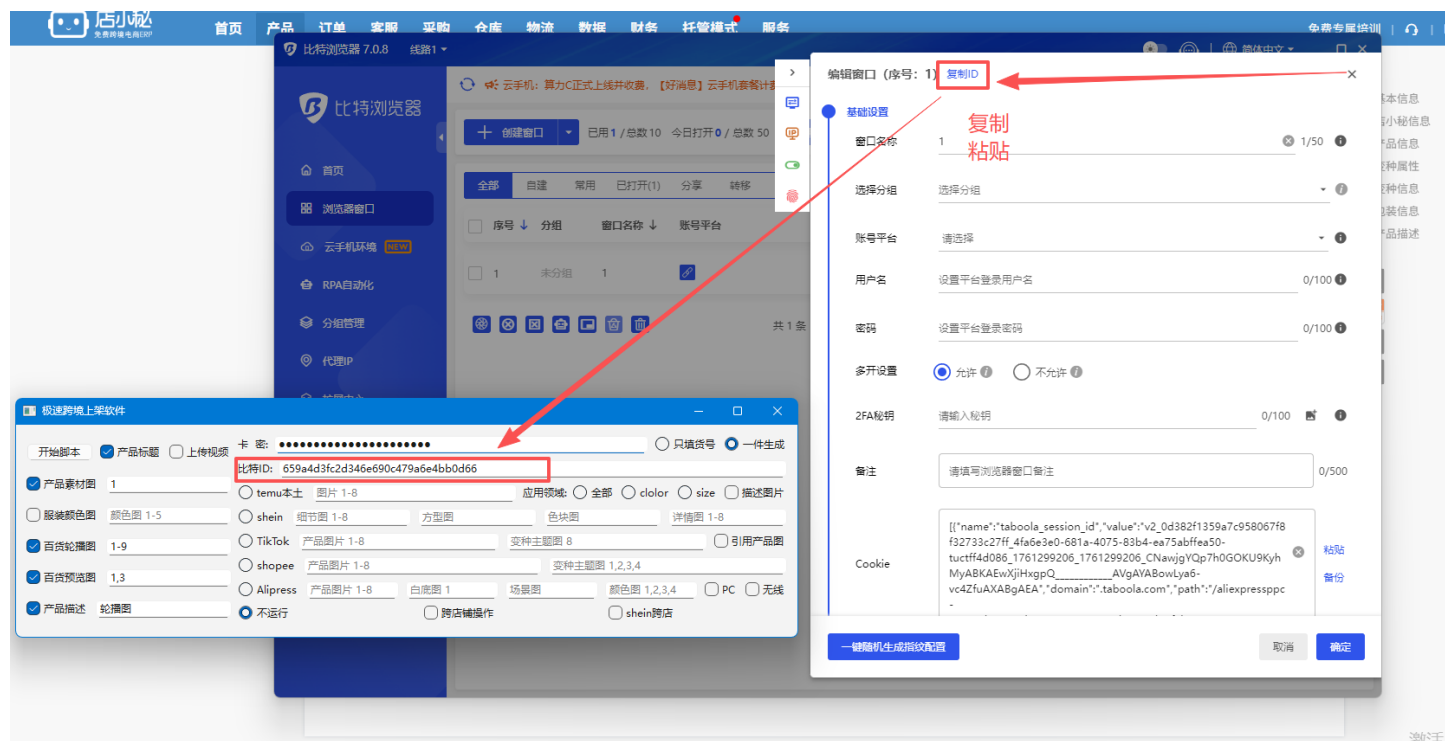 店小秘
免费跨境电商ERP
首页 产品 订单 客服 采购 仓库 物流 数据 财务 托管模式 服务
免费专属培训
比特浏览器 7.0.8 线路1
简体中文
比特浏览器
首页
浏览器窗口
云手机环境 NEW
RPA自动化
分组管理
代理IP
云手机：算力C正式上线并收费，【好消息】云手机套餐计
创建窗口 已用 1 / 总数 10 今日打开 0 / 总数 50
全部 自建 常用 已打开(1) 分享 转移
序号 分组 窗口名称 账号平台
1 未分组 1
共 1 条
编辑窗口（序号：1） 复制ID
复制
粘贴
基础设置
窗口名称 1 1/50
选择分组 选择分组
账号平台 请选择
用户名 设置平台登录用户名 0/100
密码 设置平台登录密码 0/100
多开设置 允许 不允许
2FA秘钥 请输入秘钥 0/100
备注 请填写浏览器窗口备注 0/500
Cookie
[{"name":"taboola_session_id","value":"v2_0d382f1359a7c958067f8
f32733c27ff_4fa6e3e0-681a-4075-83b4-ea75abffea50-
tuctff4d086_1761299206_1761299206_CNawjgYQp7h0GOKU9Kyh
MyABKAEwXjiHxgpQ____________AVgAYABowLya6-
vc4ZfuAXABgAEA","domain":".taboola.com","path":"/aliexpressppc
-
粘贴
备份
一键随机生成指纹配置 取消 确定
基本信息
店小秘信息
产品信息
变种属性
变种信息
包装信息
产品描述
极速跨境上架软件
开始脚本 产品标题 上传视频 卡 密: 只填货号 一件生成
比特ID: 659a4d3fc2d346e690c479a6e4bb0d66
产品素材图 1 temu本土 图片 1-8 应用领域: 全部 clolor size 描述图片
服装颜色图 颜色图 1-5 shein 细节图 1-8 方型图 色块图 详情图 1-8
百货轮播图 1-9 TikTok 产品图片 1-8 变种主题图 8 引用产品图
百货预览图 1,3 shopee 产品图片 1-8 变种主题图 1,2,3,4
Alipress 产品图片 1-8 白底图 1 场景图 颜色图 1,2,3,4 PC 无线
产品描述 轮播图 不运行 跨店铺操作 shein跨店
激活